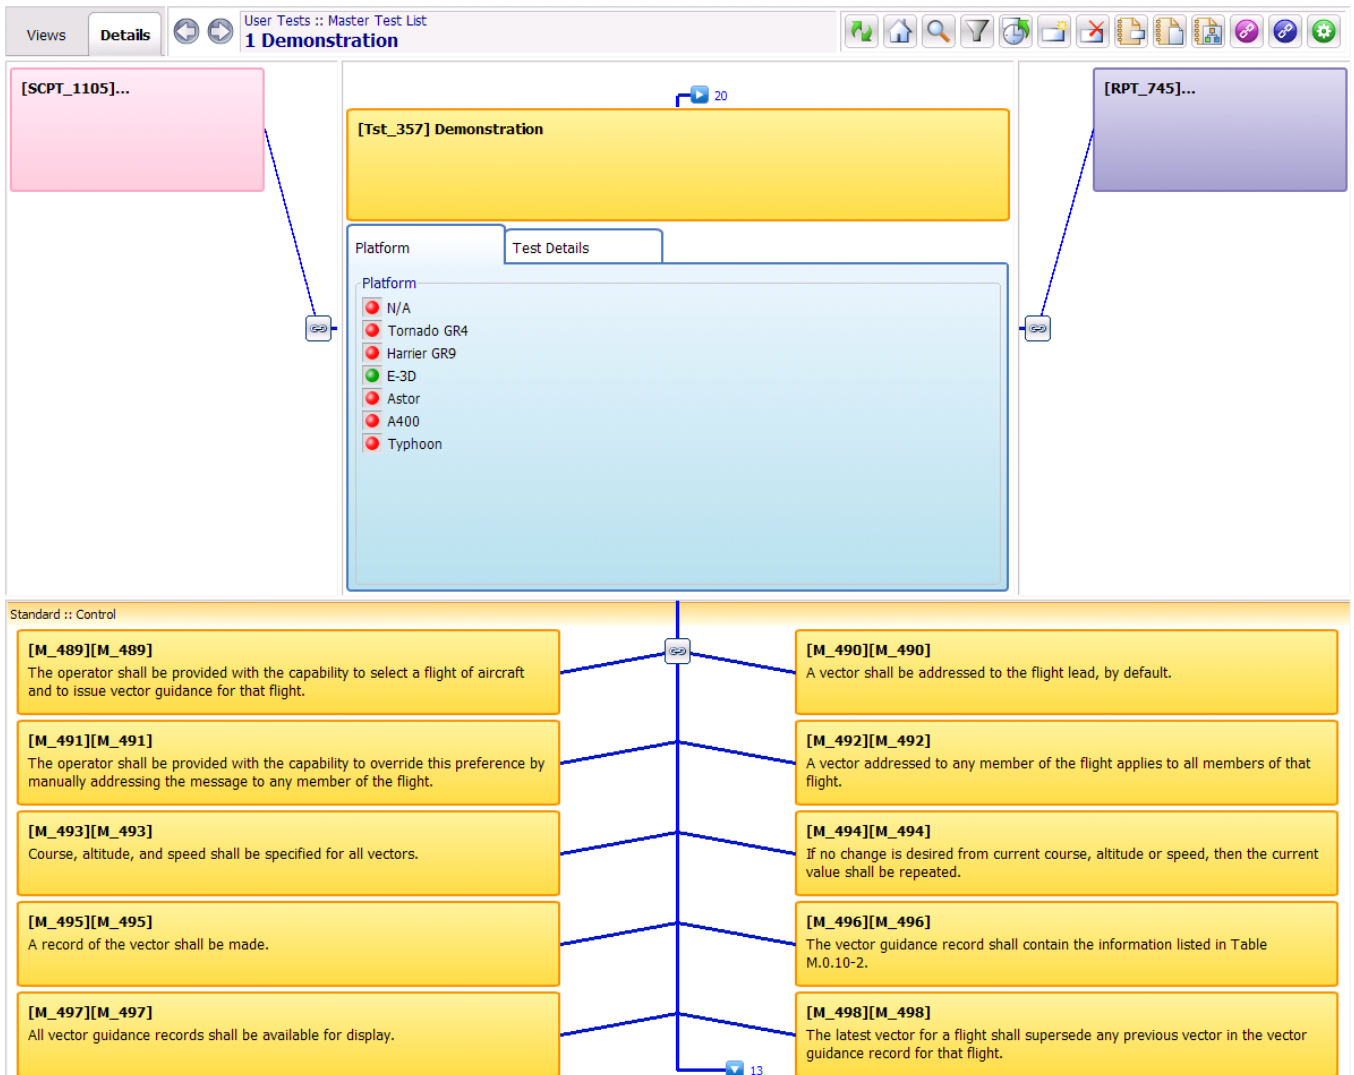 Views
Details
User Tests :: Master Test List
1 Demonstration
[SCPT_1105]...
20
[RPT_745]...
[Tst_357] Demonstration
Platform
Test Details
Platform
N/A
Tornado GR4
Harrier GR9
E-3D
Astor
A400
Typhoon
Standard :: Control
[M_489][M_489]
The operator shall be provided with the capability to select a flight of aircraft
and to issue vector guidance for that flight.
[M_490][M_490]
A vector shall be addressed to the flight lead, by default.
[M_491][M_491]
The operator shall be provided with the capability to override this preference by
manually addressing the message to any member of the flight.
[M_492][M_492]
A vector addressed to any member of the flight applies to all members of that
flight.
[M_493][M_493]
Course, altitude, and speed shall be specified for all vectors.
[M_494][M_494]
If no change is desired from current course, altitude or speed, then the current
value shall be repeated.
[M_495][M_495]
A record of the vector shall be made.
[M_496][M_496]
The vector guidance record shall contain the information listed in Table
M.0.10-2.
[M_497][M_497]
All vector guidance records shall be available for display.
[M_498][M_498]
The latest vector for a flight shall supersede any previous vector in the vector
guidance record for that flight.
13